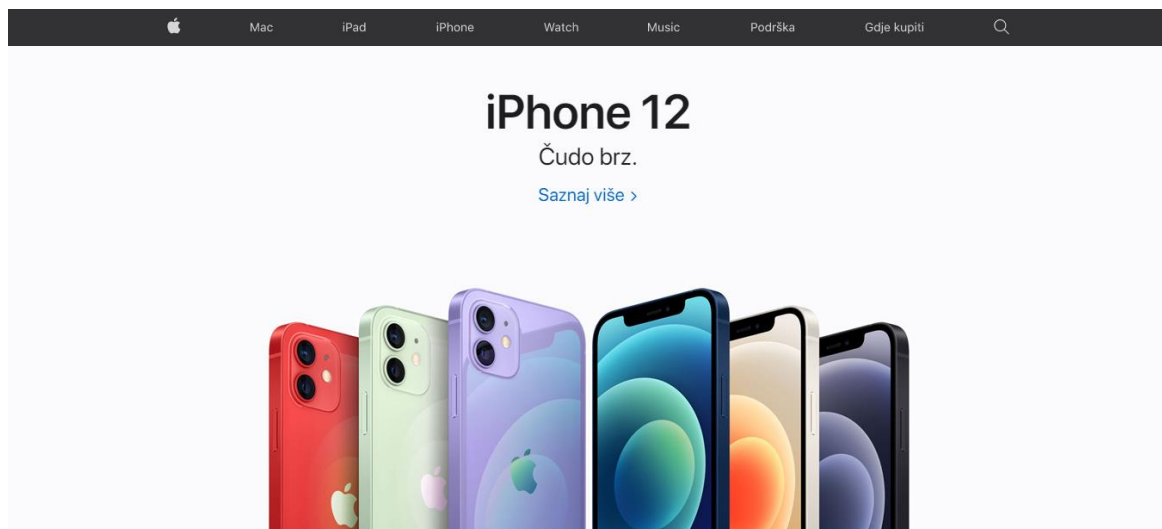 Mac iPad iPhone Watch Music Podrška Gdje kupiti
iPhone 12
Čudo brz.
Saznaj više >